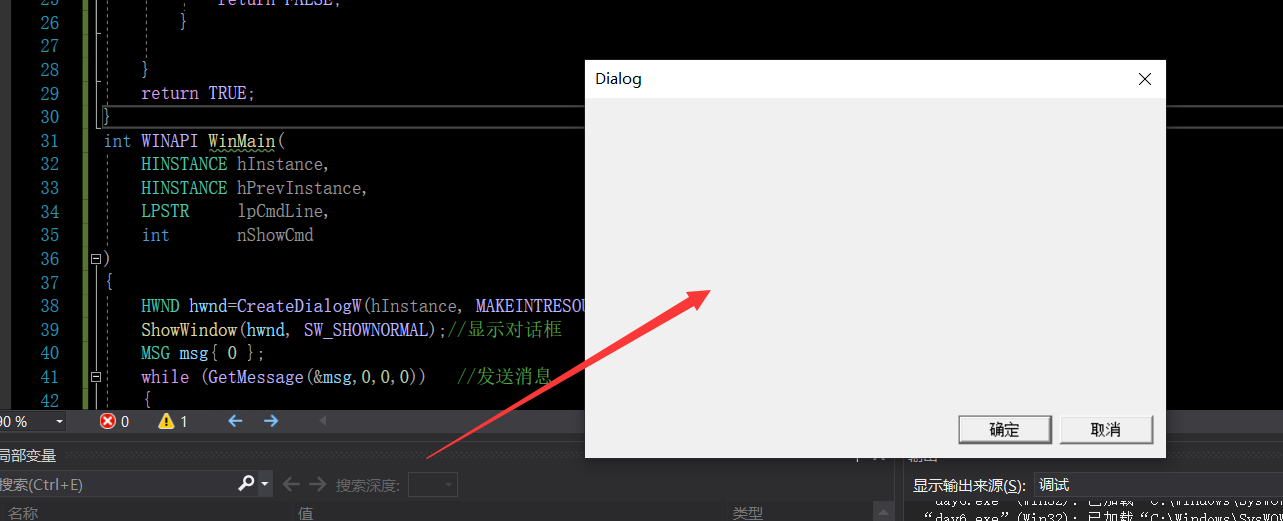 25 return FALSE;
26 }
27
28 }
29 return TRUE;
30 }
31 int WINAPI WinMain(
32 HINSTANCE hInstance,
33 HINSTANCE hPrevInstance,
34 LPSTR lpCmdLine,
35 int nShowCmd
36 )
37 {
38 HWND hwnd=CreateDialogW(hInstance, MAKEINTRESOU
39 ShowWindow(hwnd, SW_SHOWNORMAL);//显示对话框
40 MSG msg{ 0 };
41 while (GetMessage(&msg,0,0,0)) //发送消息
42 {
Dialog
确定 取消
90 % 0 1
局部变量
输出
搜索(Ctrl+E) 搜索深度:
显示输出来源(S): 调试
名称 值 类型
“day6.exe”(Win32): 已加载“C:\Windows\SysWOW
“day6.exe”(Win32): 已加载“C:\Windows\SysWOW